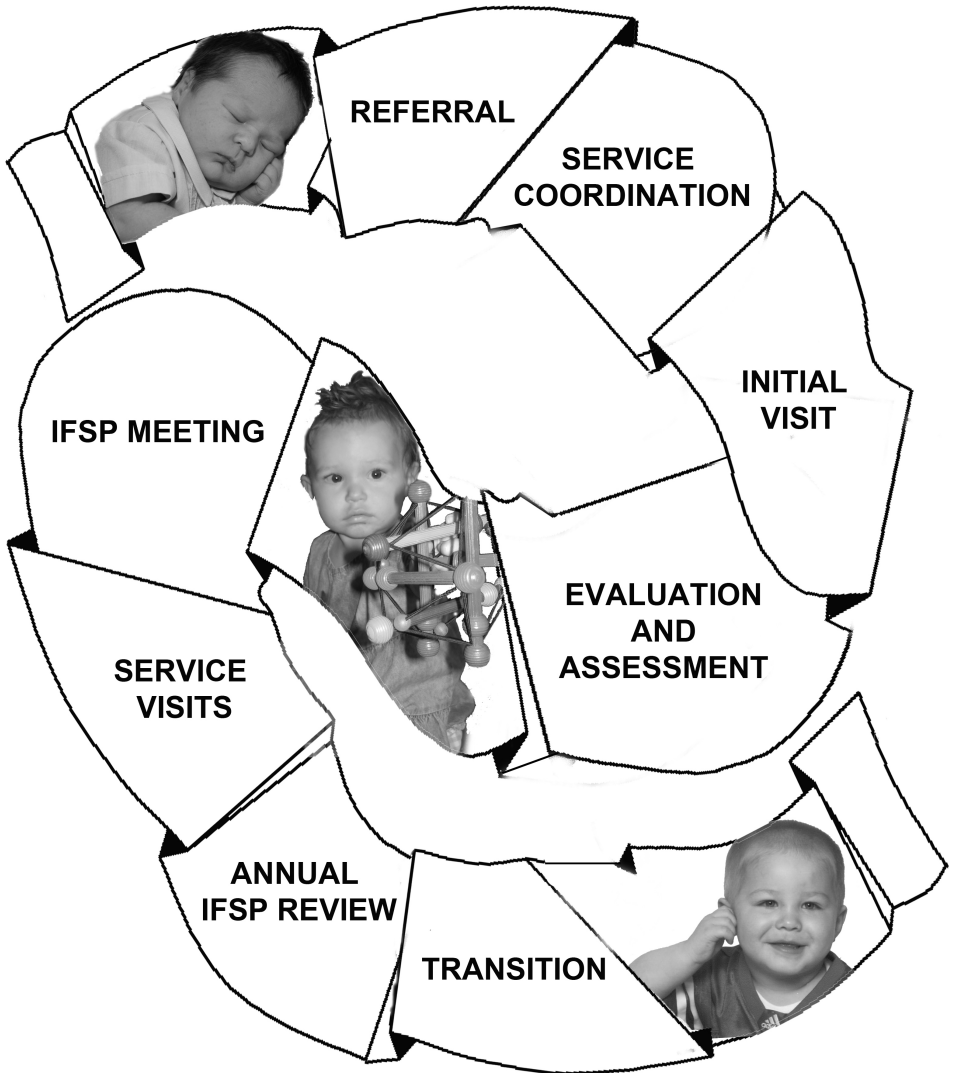 REFERRAL
SERVICE
COORDINATION
INITIAL
VISIT
EVALUATION
AND
ASSESSMENT
IFSP MEETING
SERVICE
VISITS
ANNUAL
IFSP REVIEW
TRANSITION